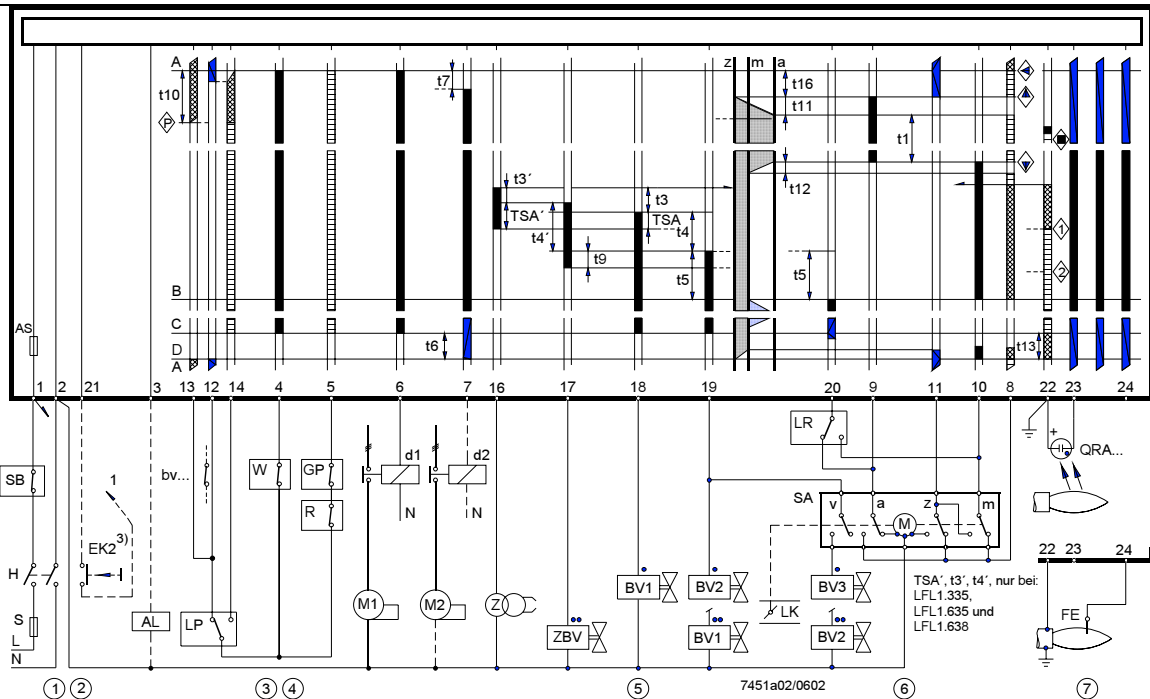 A
z m a
t7
t16
t10
t11
P
t1
t3´
t3
t12
TSA´
TSA
1
t4´
t4
t9
2
t5
t5
B
AS
C
t6
t13
D
A
1 2 21 3 13 12 14 4 5 6 7 16 17 18 19 20 9 11 10 8 22 23 24
LR
+
QRA...
SB
1
bv...
W
GP
d1
d2
SA
v a z m
R
N
N
M
EK2 3)
H
22 23 24
BV1
BV2
BV3
TSA´, t3´, t4´, nur bei:
LFL1.335,
LFL1.635 und
LFL1.638
M1
M2
Z
S
AL
LP
LK
FE
L
ZBV
BV1
BV2
N
7451a02/0602
1 2 3 4 5 6 7